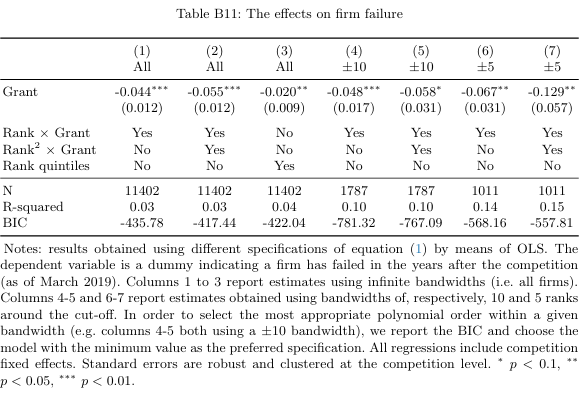 Table B11: The effects on firm failure
(1) (2) (3) (4) (5) (6) (7)
All All All ±10 ±10 ±5 ±5
Grant -0.044*** -0.055*** -0.020** -0.048*** -0.058* -0.067** -0.129**
(0.012) (0.012) (0.009) (0.017) (0.031) (0.031) (0.057)
Rank × Grant Yes Yes No Yes Yes Yes Yes
Rank² × Grant No Yes No No Yes No Yes
Rank quintiles No No Yes No No No No
N 11402 11402 11402 1787 1787 1011 1011
R-squared 0.03 0.03 0.04 0.10 0.10 0.14 0.15
BIC -435.78 -417.44 -422.04 -781.32 -767.09 -568.16 -557.81
Notes: results obtained using different specifications of equation (1) by means of OLS. The
dependent variable is a dummy indicating a firm has failed in the years after the competition
(as of March 2019). Columns 1 to 3 report estimates using infinite bandwidths (i.e. all firms).
Columns 4-5 and 6-7 report estimates obtained using bandwidths of, respectively, 10 and 5 ranks
around the cut-off. In order to select the most appropriate polynomial order within a given
bandwidth (e.g. columns 4-5 both using a ±10 bandwidth), we report the BIC and choose the
model with the minimum value as the preferred specification. All regressions include competition
fixed effects. Standard errors are robust and clustered at the competition level. * p < 0.1, **
p < 0.05, *** p < 0.01.